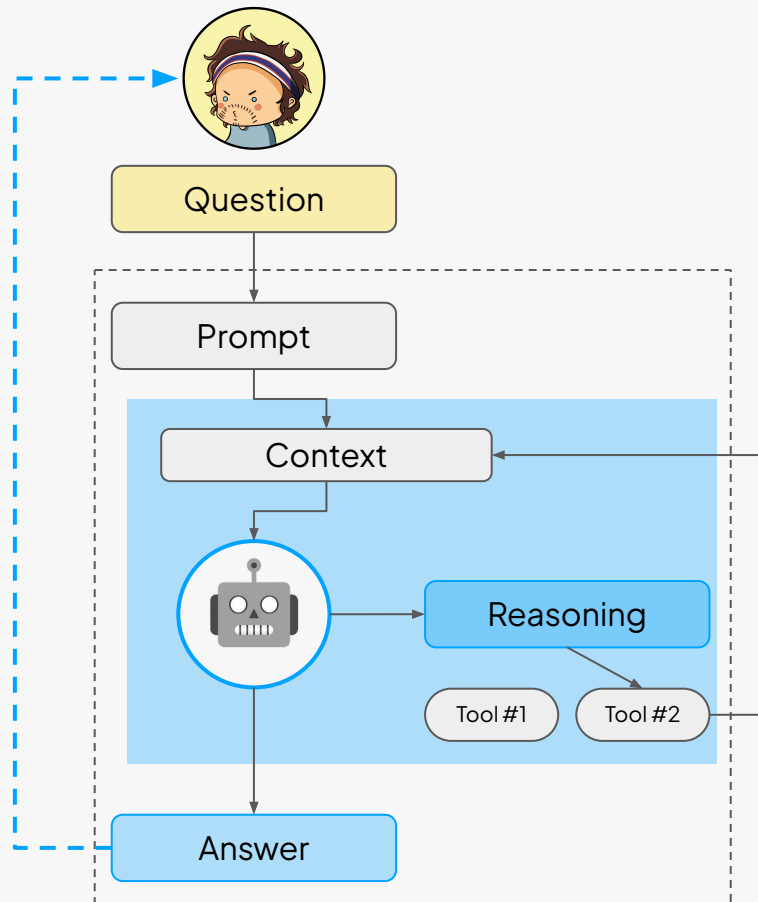 Question
Prompt
Context
Reasoning
Tool #1
Tool #2
Answer